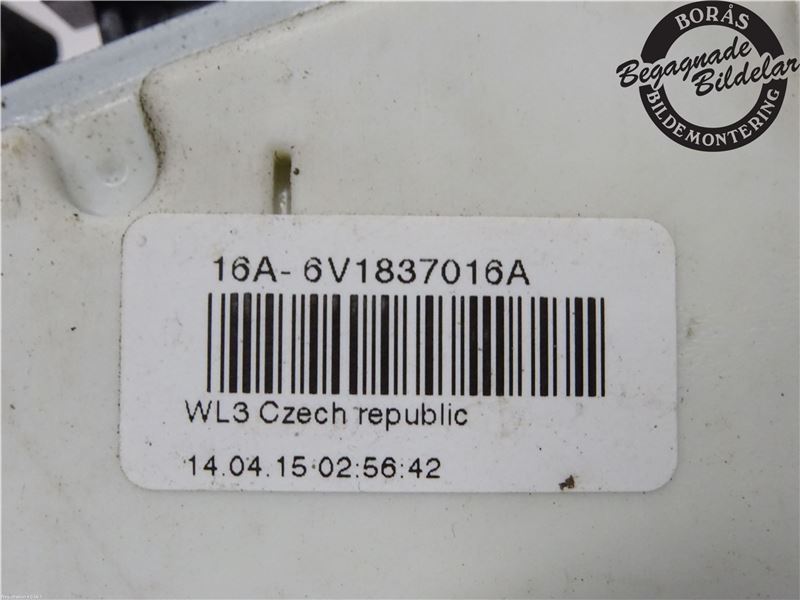 BORÅS
Begagnade
Bildelar
BILDEMONTERING
16A- 6V1837016A
WL3 Czech republic
14.04.15 02:56:42